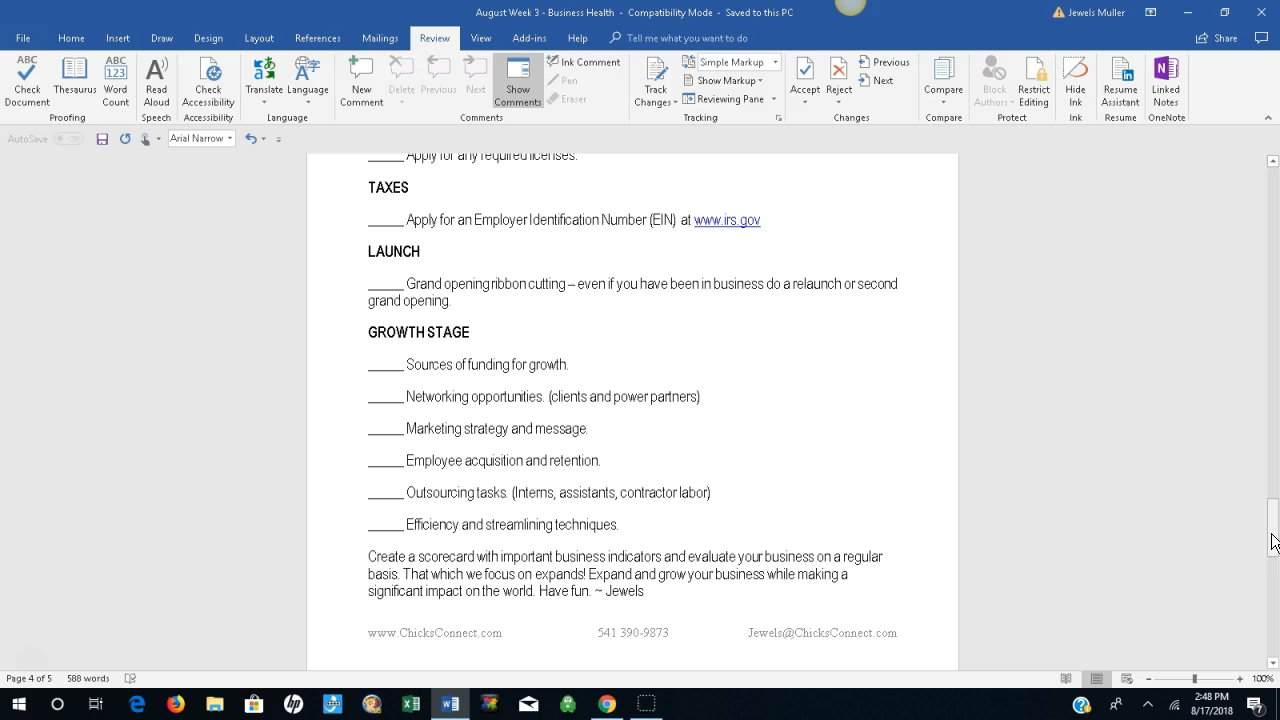 August Week 3 - Business Health - Compatibility Mode - Saved to this PC
Jewels Muller
File Home Insert Draw Design Layout References Mailings Review View Add-ins Help Tell me what you want to do Share
Check Document
Thesaurus
Word Count
Proofing
Read Aloud
Speech
Check Accessibility
Accessibility
Translate
Language
Language
New Comment
Delete
Previous
Next
Show Comments
Ink Comment
Pen
Eraser
Comments
Track Changes
Simple Markup
Show Markup
Reviewing Pane
Tracking
Accept
Reject
Previous
Next
Changes
Compare
Compare
Block Authors
Restrict Editing
Protect
Hide Ink
Ink
Resume Assistant
Resume
Linked Notes
OneNote
AutoSave Off Arial Narrow
_____ Apply for any required licenses.
TAXES
_____ Apply for an Employer Identification Number (EIN) at www.irs.gov
LAUNCH
_____ Grand opening ribbon cutting – even if you have been in business do a relaunch or second
grand opening.
GROWTH STAGE
_____ Sources of funding for growth.
_____ Networking opportunities. (clients and power partners)
_____ Marketing strategy and message.
_____ Employee acquisition and retention.
_____ Outsourcing tasks. (Interns, assistants, contractor labor)
_____ Efficiency and streamlining techniques.
Create a scorecard with important business indicators and evaluate your business on a regular
basis. That which we focus on expands! Expand and grow your business while making a
significant impact on the world. Have fun. ~ Jewels
www.ChicksConnect.com 541 390-9873 Jewels@ChicksConnect.com
Page 4 of 5 588 words 100%
2:48 PM
8/17/2018